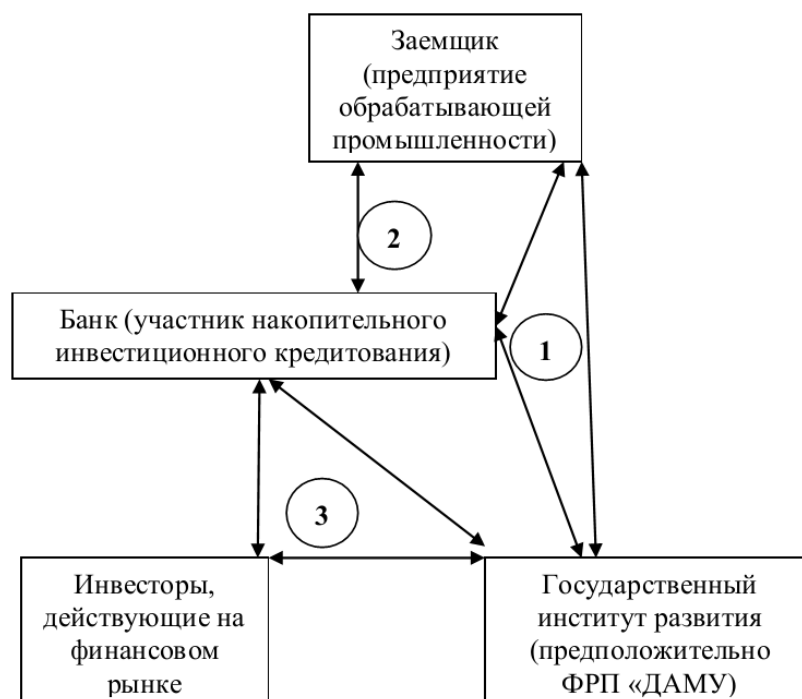 Заемщик
(предприятие
обрабатывающей
промышленности)
2
Банк (участник накопительного
инвестиционного кредитования)
1
3
Инвесторы,
действующие на
финансовом
рынке
Государственный
институт развития
(предположительно
ФРП «ДАМУ)